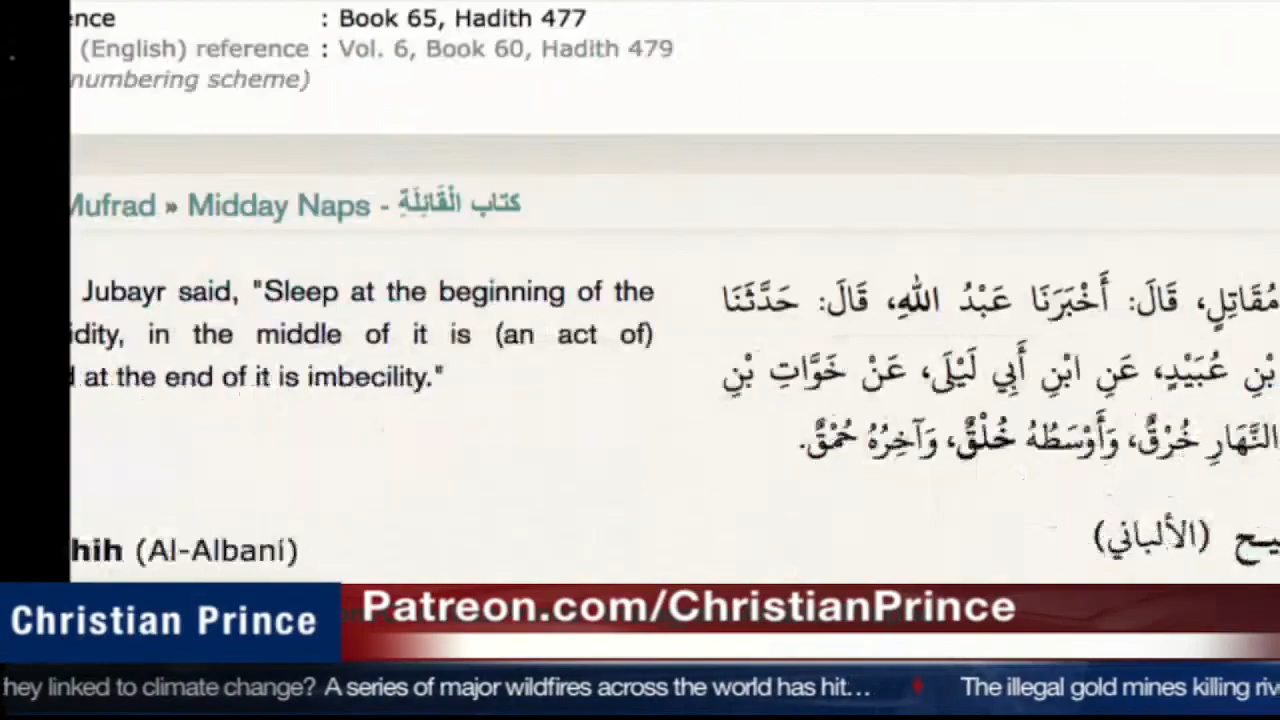 ence : Book 65, Hadith 477
(English) reference : Vol. 6, Book 60, Hadith 479
numbering scheme)
Mufrad » Midday Naps - كتاب الْقَائِلَةِ
Jubayr said, "Sleep at the beginning of the
idity, in the middle of it is (an act of)
d at the end of it is imbecility."
مُقَاتِلٍ، قَالَ: أَخْبَرَنَا عَبْدُ اللهِ، قَالَ: حَدَّثَنَا
بْنِ عُبَيْدٍ، عَنِ ابْنِ أَبِي لَيْلَى، عَنْ خَوَّاتِ بْنِ
النَّهَارِ خُرْقٌ، وَأَوْسَطُهُ خُلْقٌ، وَآخِرُهُ حُمْقٌ.
hih (Al-Albani)
يح (الألباني)
Christian Prince
Patreon.com/ChristianPrince
hey linked to climate change? A series of major wildfires across the world has hit... The illegal gold mines killing riv